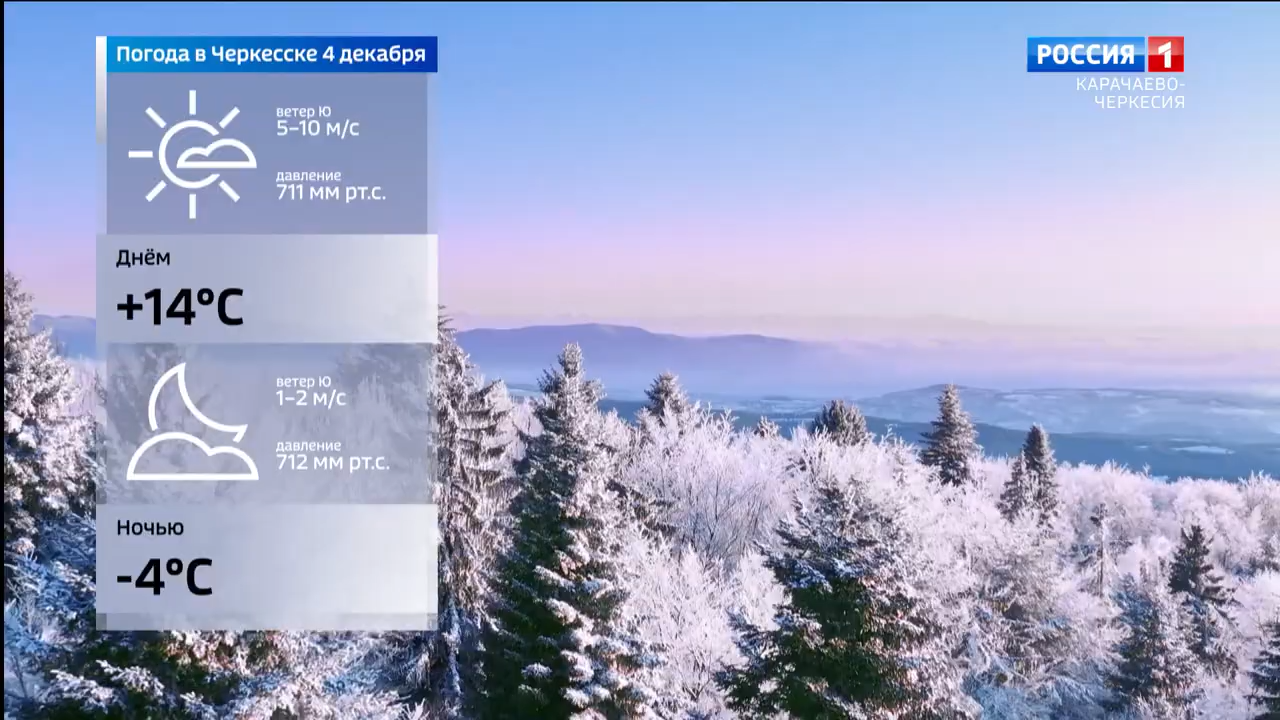 Погода в Черкесске 4 декабря
ветер Ю
5–10 м/с
давление
711 мм рт.с.
Днём
+14°C
ветер Ю
1–2 м/с
давление
712 мм рт.с.
Ночью
-4°C
РОССИЯ 1
КАРАЧАЕВО-
ЧЕРКЕСИЯ